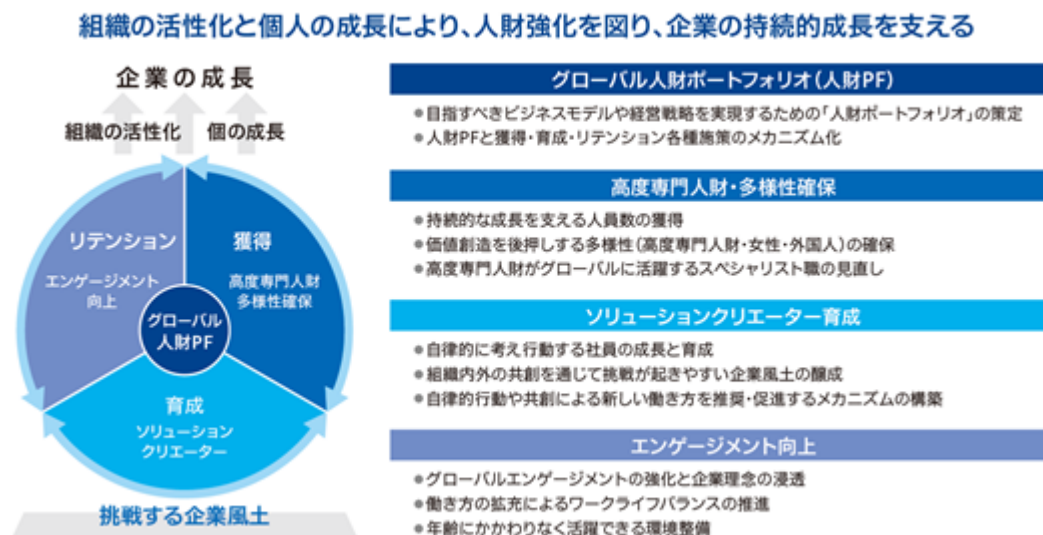 組織の活性化と個人の成長により、人財強化を図り、企業の持続的成長を支える
企業の成長
組織の活性化 個の成長
リテンション
エンゲージメント
向上
獲得
高度専門人財
多様性確保
グローバル
人財PF
育成
ソリューション
クリエーター
挑戦する企業風土
グローバル人財ポートフォリオ(人財PF)
●目指すべきビジネスモデルや経営戦略を実現するための「人財ポートフォリオ」の策定
●人財PFと獲得・育成・リテンション各種施策のメカニズム化
高度専門人財・多様性確保
●持続的な成長を支える人員数の獲得
●価値創造を後押しする多様性(高度専門人財・女性・外国人)の確保
●高度専門人財がグローバルに活躍するスペシャリスト職の見直し
ソリューションクリエーター育成
●自律的に考え行動する社員の成長と育成
●組織内外の共創を通じて挑戦が起きやすい企業風土の醸成
●自律的行動や共創による新しい働き方を推奨・促進するメカニズムの構築
エンゲージメント向上
●グローバルエンゲージメントの強化と企業理念の浸透
●働き方の拡充によるワークライフバランスの推進
●年齢にかかわりなく活躍できる環境整備